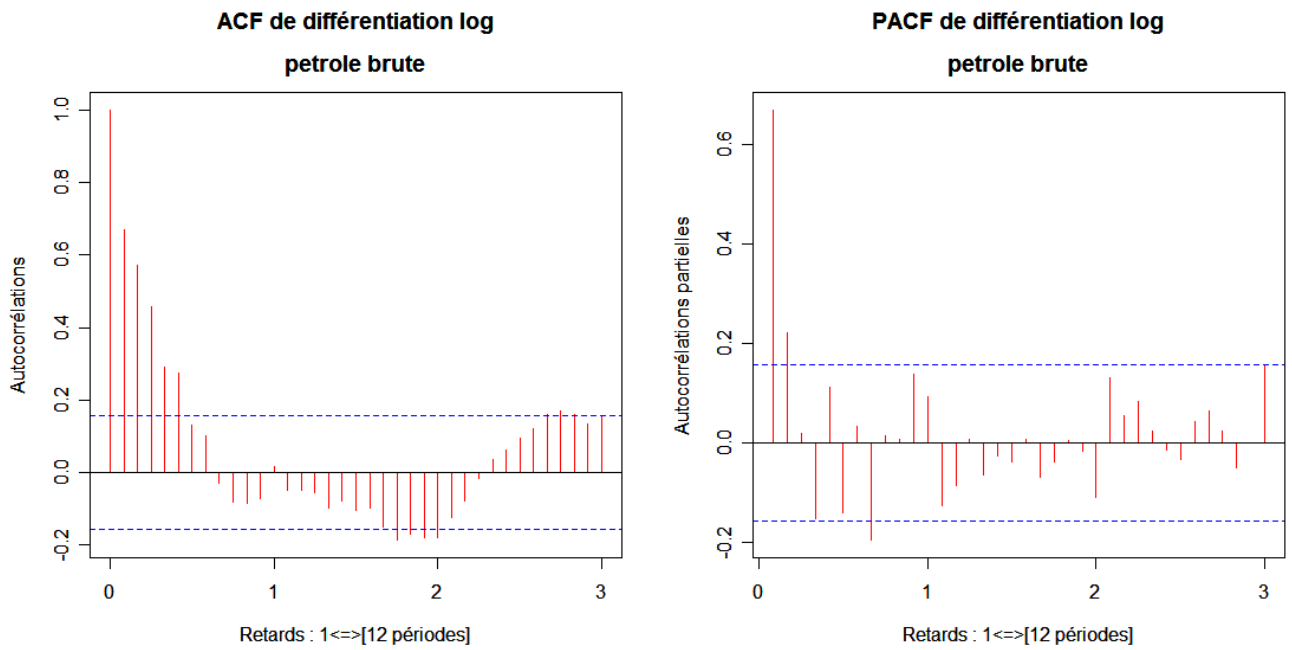 ACF de différentiation log
petrole brute
Autocorrélations
1.0
0.8
0.6
0.4
0.2
0.0
-0.2
0 1 2 3
Retards : 1<=>[12 périodes]
PACF de différentiation log
petrole brute
Autocorrélations partielles
0.6
0.4
0.2
0.0
-0.2
0 1 2 3
Retards : 1<=>[12 périodes]